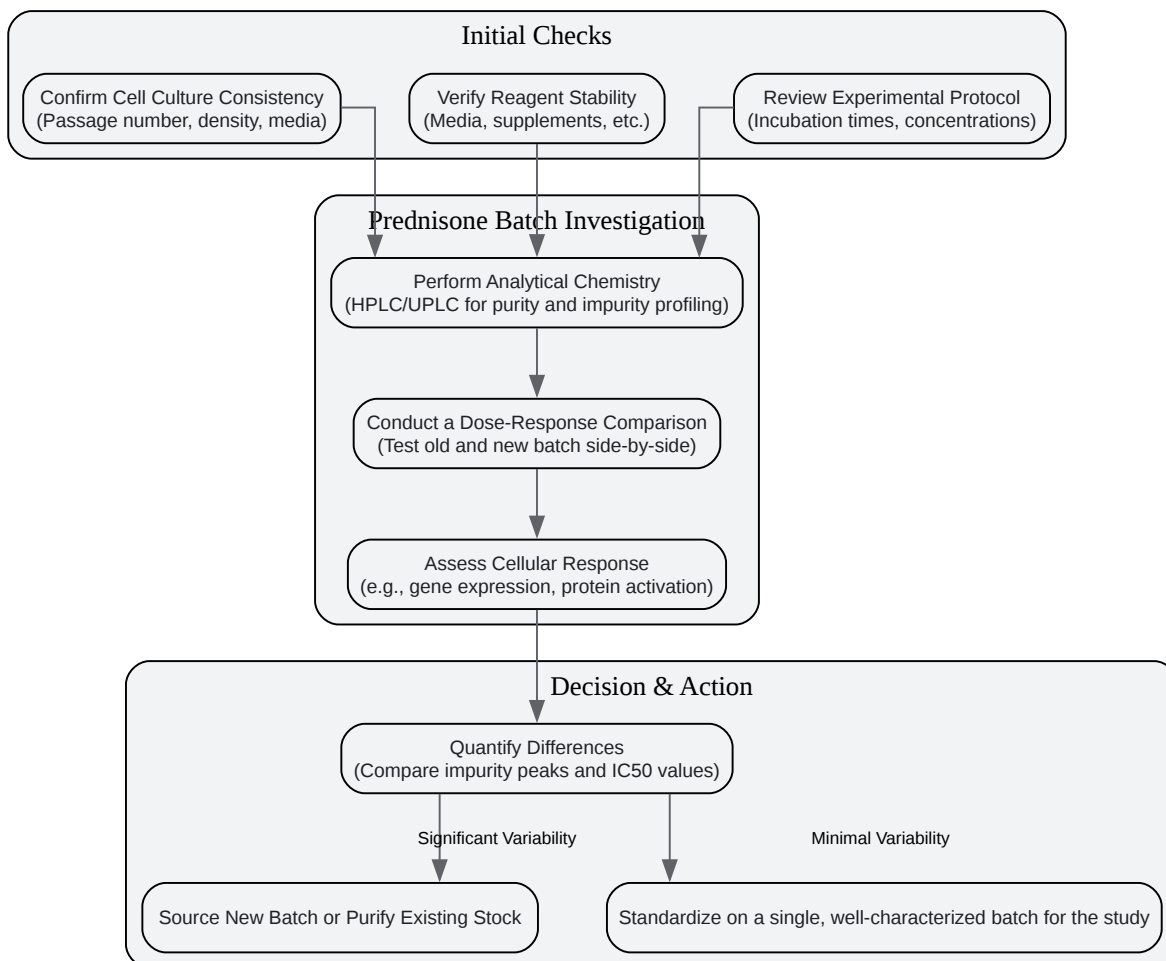 Initial Checks
Confirm Cell Culture Consistency
(Passage number, density, media)
Verify Reagent Stability
(Media, supplements, etc.)
Review Experimental Protocol
(Incubation times, concentrations)
Prednisone Batch Investigation
Perform Analytical Chemistry
(HPLC/UPLC for purity and impurity profiling)
Conduct a Dose-Response Comparison
(Test old and new batch side-by-side)
Assess Cellular Response
(e.g., gene expression, protein activation)
Decision & Action
Quantify Differences
(Compare impurity peaks and IC50 values)
Significant Variability
Minimal Variability
Source New Batch or Purify Existing Stock
Standardize on a single, well-characterized batch for the study